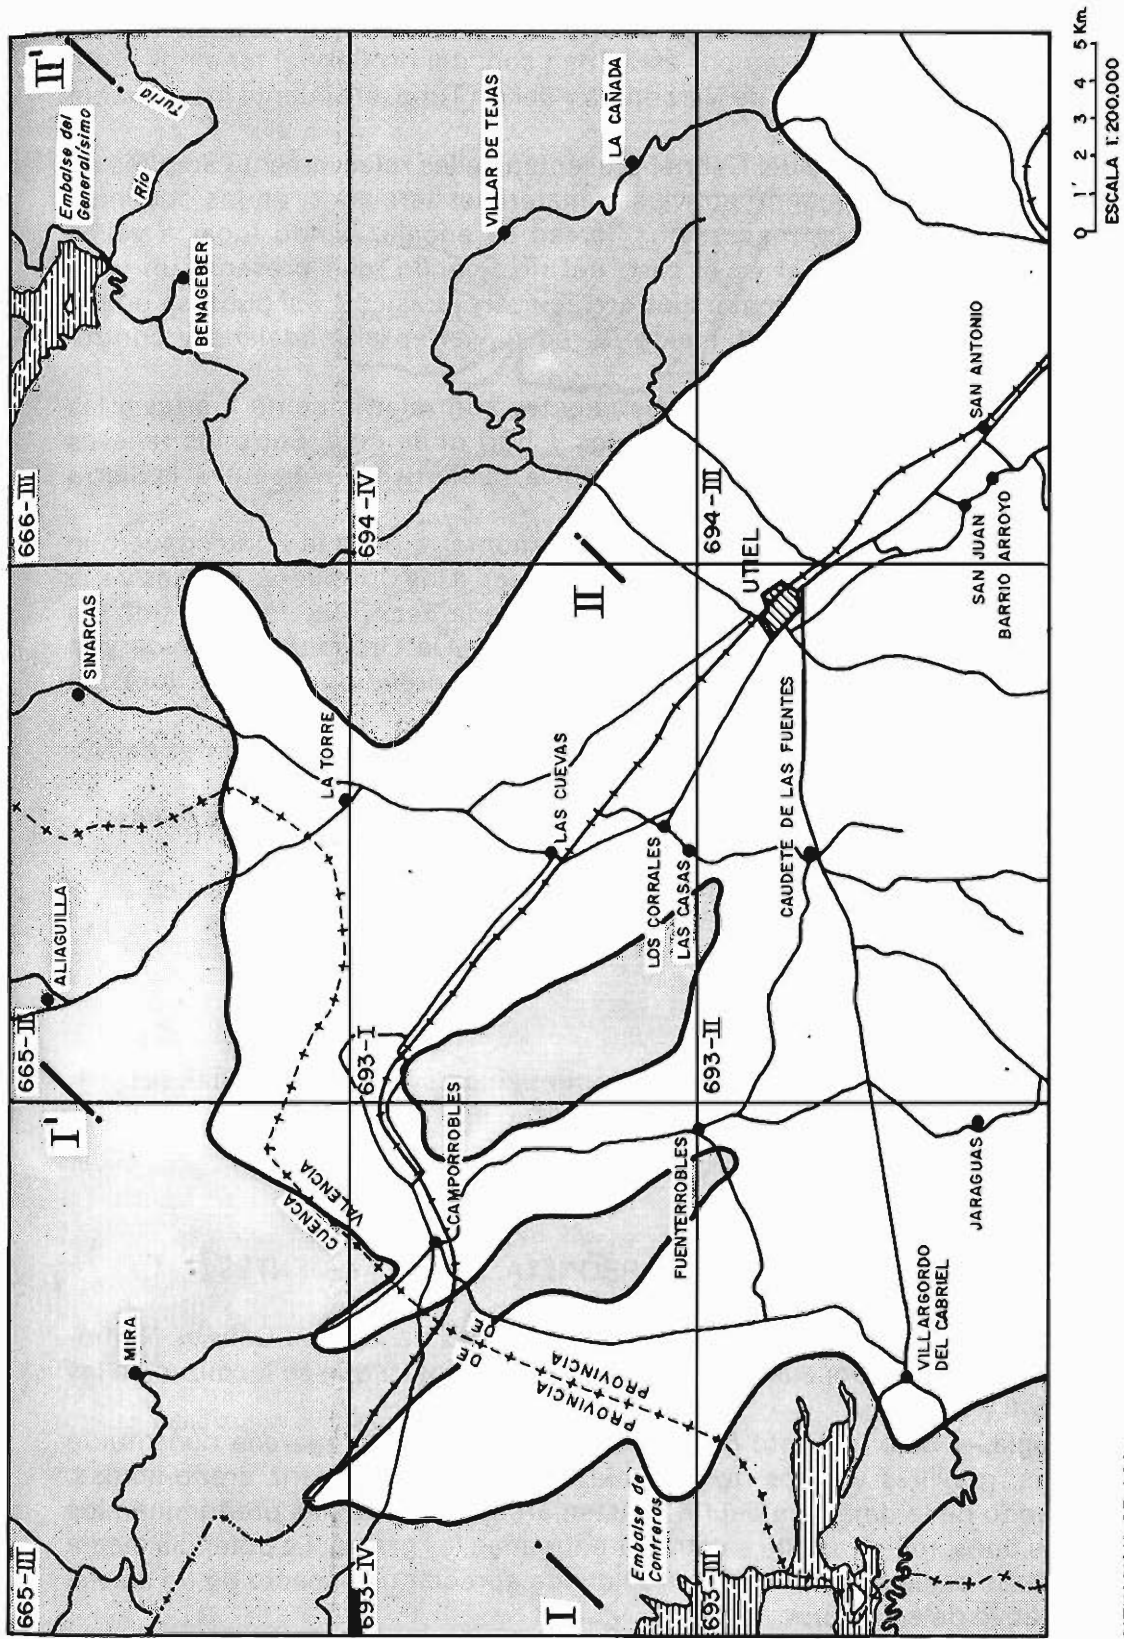 665-III
665-II
666-III
I'
II'
ALIAGUILLA
SINARCAS
Embalse del
Generalísimo
Río
Turia
BENAGEBER
MIRA
LA TORRE
CUENCA
VALENCIA
693-IV
693-I
694-IV
CAMPORROBLES
DE
DE
PROVINCIA
PROVINCIA
LAS CUEVAS
VILLAR DE TEJAS
LA CAÑADA
I
II
Embalse de
Contreras
FUENTERROBLES
LOS CORRALES
LAS CASAS
693-III
693-II
694-III
UTIEL
CAUDETE DE LAS FUENTES
VILLARGORDO
DEL CABRIEL
JARAGUAS
SAN JUAN
BARRIO ARROYO
SAN ANTONIO
0 1 2 3 4 5 Km.
ESCALA 1:200.000